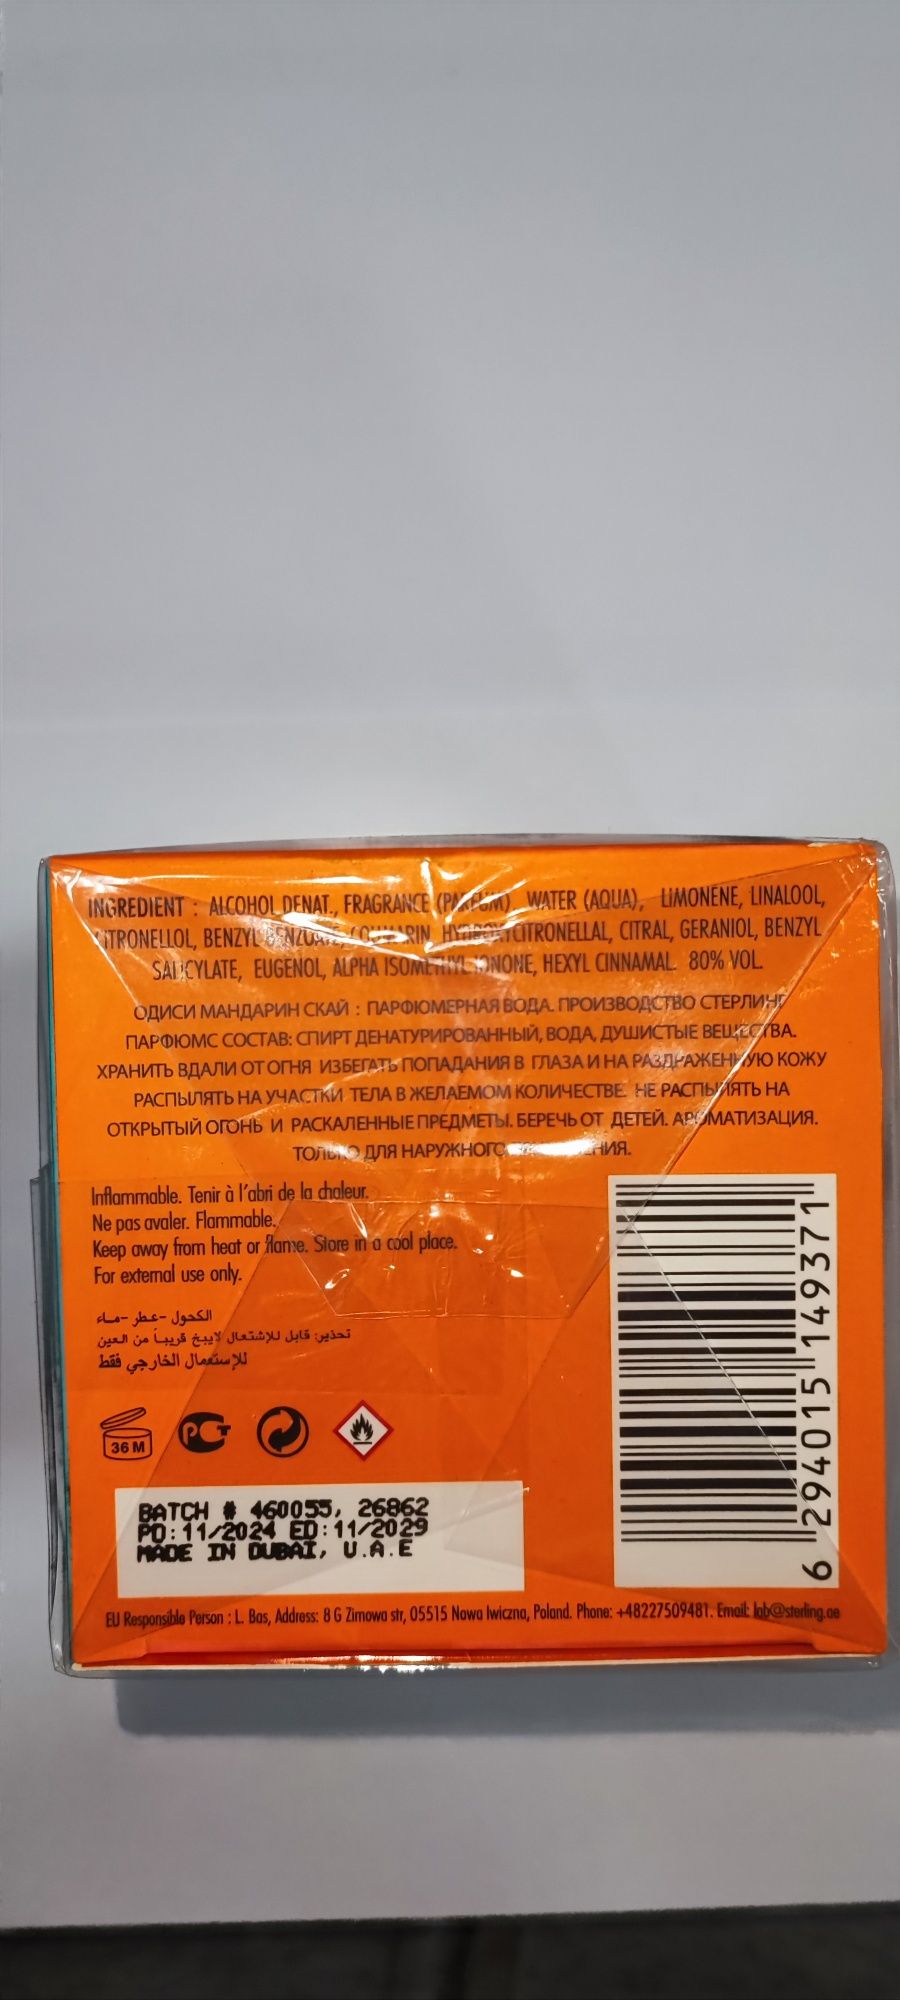 INGREDIENT : ALCOHOL DENAT., FRAGRANCE (PARFUM), WATER (AQUA), LIMONENE, LINALOOL,
CITRONELLOL, BENZYL BENZOATE, COUMARIN, HYDROXYCITRONELLAL, CITRAL, GERANIOL, BENZYL
SALICYLATE, EUGENOL, ALPHA ISOMETHYL IONONE, HEXYL CINNAMAL. 80% VOL.
ОДИСИ МАНДАРИН СКАЙ : ПАРФЮМЕРНАЯ ВОДА. ПРОИЗВОДСТВО СТЕРЛИНГ
ПАРФЮМС СОСТАВ: СПИРТ ДЕНАТУРИРОВАННЫЙ, ВОДА, ДУШИСТЫЕ ВЕЩЕСТВА.
ХРАНИТЬ ВДАЛИ ОТ ОГНЯ ИЗБЕГАТЬ ПОПАДАНИЯ В ГЛАЗА И НА РАЗДРАЖЕННУЮ КОЖУ
РАСПЫЛЯТЬ НА УЧАСТКИ ТЕЛА В ЖЕЛАЕМОМ КОЛИЧЕСТВЕ. НЕ РАСПЫЛЯТЬ НА
ОТКРЫТЫЙ ОГОНЬ И РАСКАЛЕННЫЕ ПРЕДМЕТЫ. БЕРЕЧЬ ОТ ДЕТЕЙ. АРОМАТИЗАЦИЯ.
ТОЛЬКО ДЛЯ НАРУЖНОГО
Inflammable. Tenir à l'abri de la chaleur.
Ne pas avaler. Flammable.
Keep away from heat or flame. Store in a cool place.
For external use only.
الكحول -عطر -ماء
تحذير: قابل للإشتعال لايبخ قريباً من العين
للإستعمال الخارجي فقط
36 M
РСТ
BATCH # 460055, 26862
PD:11/2024 ED:11/2029
MADE IN DUBAI, U.A.E
6 294015 149371
EU Responsible Person : L. Bas, Address: 8 G Zimowa str, 05515 Nowa Iwiczna, Poland. Phone: +48227509481. Email: lab@sterling.ae